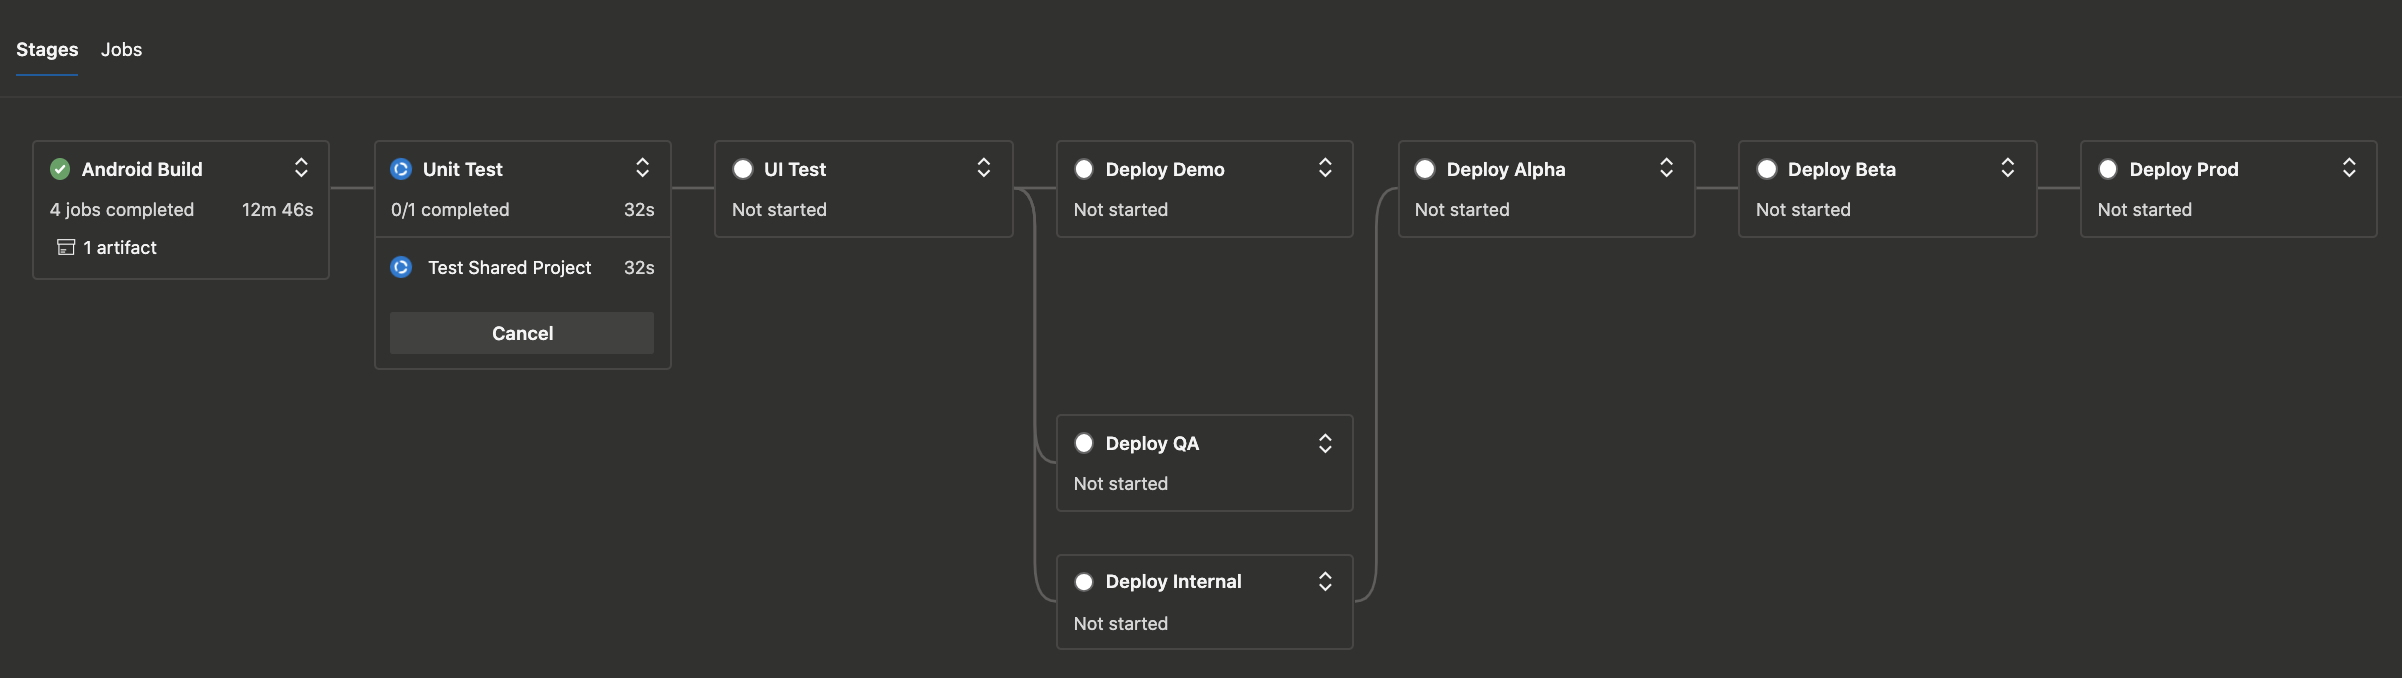 Stages Jobs
Android Build
4 jobs completed 12m 46s
1 artifact
Unit Test
0/1 completed 32s
Test Shared Project 32s
Cancel
UI Test
Not started
Deploy Demo
Not started
Deploy QA
Not started
Deploy Internal
Not started
Deploy Alpha
Not started
Deploy Beta
Not started
Deploy Prod
Not started